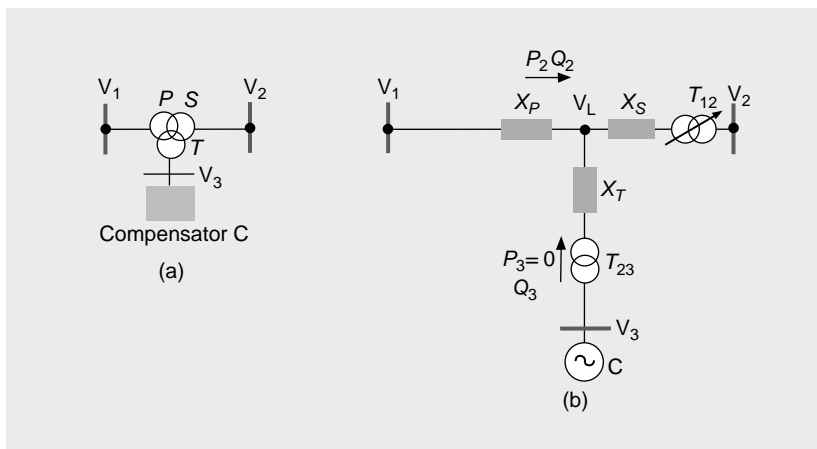 V1
P S
V2
T
V3
Compensator C
(a)
P2 Q2
V1
XP
VL
XS
T12
V2
XT
P3= 0
Q3
T23
V3
C
(b)